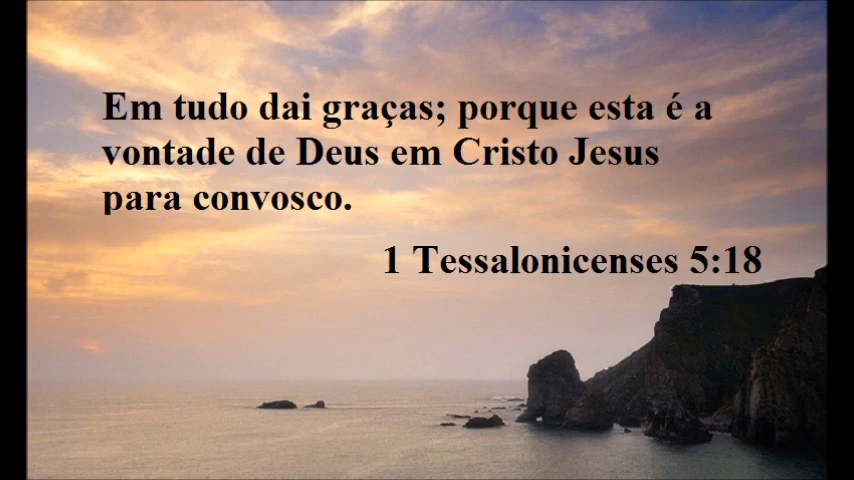 Em tudo dai graças; porque esta é a
vontade de Deus em Cristo Jesus
para convosco.
1 Tessalonicenses 5:18